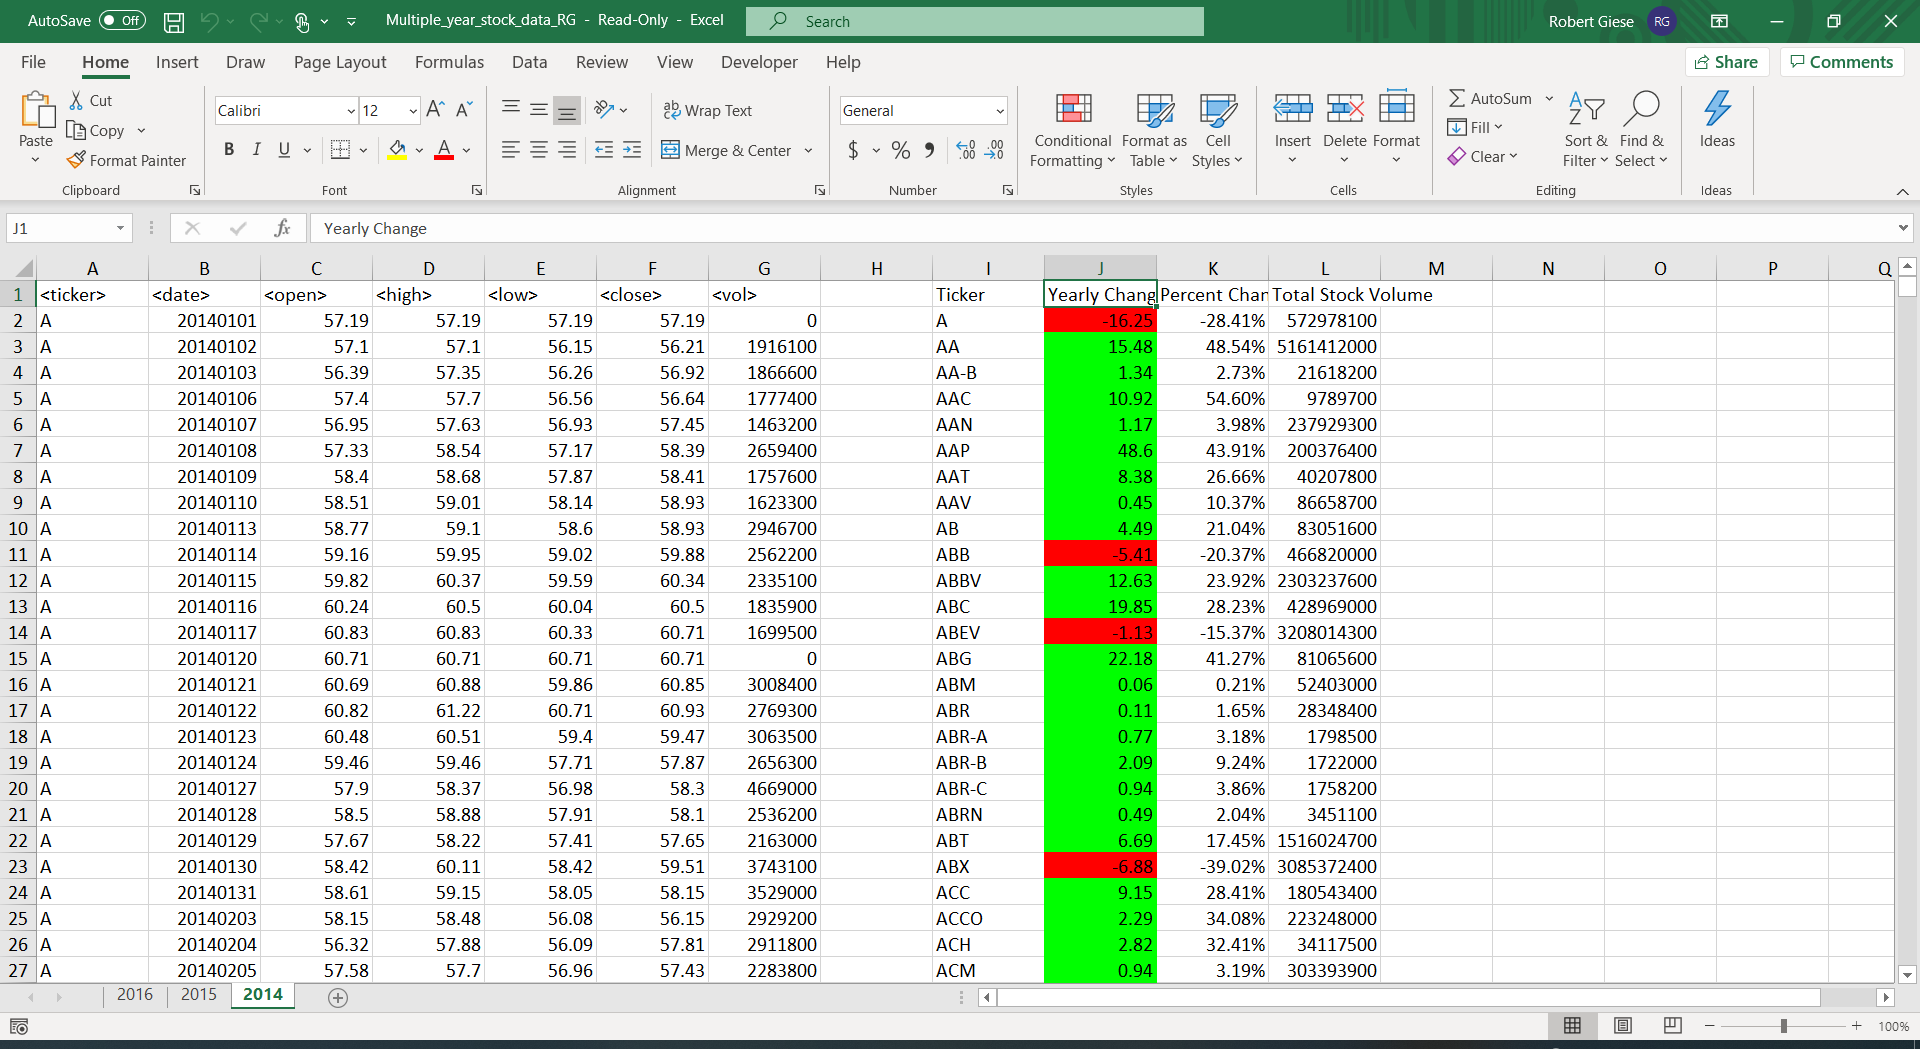 AutoSave Off Multiple_year_stock_data_RG - Read-Only - Excel Search Robert Giese RG
File Home Insert Draw Page Layout Formulas Data Review View Developer Help Share Comments
Paste Cut Copy Format Painter
Clipboard
Calibri 12 A A
B I U A
Font
ab Wrap Text
Merge & Center
Alignment
General
$ % 9 .00 .00
Number
Conditional Formatting Format as Table Cell Styles
Styles
Insert Delete Format
Cells
AutoSum Fill Clear Sort & Filter Find & Select
Editing
Ideas
Ideas
J1 fx Yearly Change
A B C D E F G H I J K L M N O P Q
1 <ticker> <date> <open> <high> <low> <close> <vol> Ticker Yearly Chang Percent Chan Total Stock Volume
2 A 20140101 57.19 57.19 57.19 57.19 0 A -16.25 -28.41% 572978100
3 A 20140102 57.1 57.1 56.15 56.21 1916100 AA 15.48 48.54% 5161412000
4 A 20140103 56.39 57.35 56.26 56.92 1866600 AA-B 1.34 2.73% 21618200
5 A 20140106 57.4 57.7 56.56 56.64 1777400 AAC 10.92 54.60% 9789700
6 A 20140107 56.95 57.63 56.93 57.45 1463200 AAN 1.17 3.98% 237929300
7 A 20140108 57.33 58.54 57.17 58.39 2659400 AAP 48.6 43.91% 200376400
8 A 20140109 58.4 58.68 57.87 58.41 1757600 AAT 8.38 26.66% 40207800
9 A 20140110 58.51 59.01 58.14 58.93 1623300 AAV 0.45 10.37% 86658700
10 A 20140113 58.77 59.1 58.6 58.93 2946700 AB 4.49 21.04% 83051600
11 A 20140114 59.16 59.95 59.02 59.88 2562200 ABB -5.41 -20.37% 466820000
12 A 20140115 59.82 60.37 59.59 60.34 2335100 ABBV 12.63 23.92% 2303237600
13 A 20140116 60.24 60.5 60.04 60.5 1835900 ABC 19.85 28.23% 428969000
14 A 20140117 60.83 60.83 60.33 60.71 1699500 ABEV -1.13 -15.37% 3208014300
15 A 20140120 60.71 60.71 60.71 60.71 0 ABG 22.18 41.27% 81065600
16 A 20140121 60.69 60.88 59.86 60.85 3008400 ABM 0.06 0.21% 52403000
17 A 20140122 60.82 61.22 60.71 60.93 2769300 ABR 0.11 1.65% 28348400
18 A 20140123 60.48 60.51 59.4 59.47 3063500 ABR-A 0.77 3.18% 1798500
19 A 20140124 59.46 59.46 57.71 57.87 2656300 ABR-B 2.09 9.24% 1722000
20 A 20140127 57.9 58.37 56.98 58.3 4669000 ABR-C 0.94 3.86% 1758200
21 A 20140128 58.5 58.88 57.91 58.1 2536200 ABRN 0.49 2.04% 3451100
22 A 20140129 57.67 58.22 57.41 57.65 2163000 ABT 6.69 17.45% 1516024700
23 A 20140130 58.42 60.11 58.42 59.51 3743100 ABX -6.88 -39.02% 3085372400
24 A 20140131 58.61 59.15 58.05 58.15 3529000 ACC 9.15 28.41% 180543400
25 A 20140203 58.15 58.48 56.08 56.15 2929200 ACCO 2.29 34.08% 223248000
26 A 20140204 56.32 57.88 56.09 57.81 2911800 ACH 2.82 32.41% 34117500
27 A 20140205 57.58 57.7 56.96 57.43 2283800 ACM 0.94 3.19% 303393900
2016 2015 2014
100%